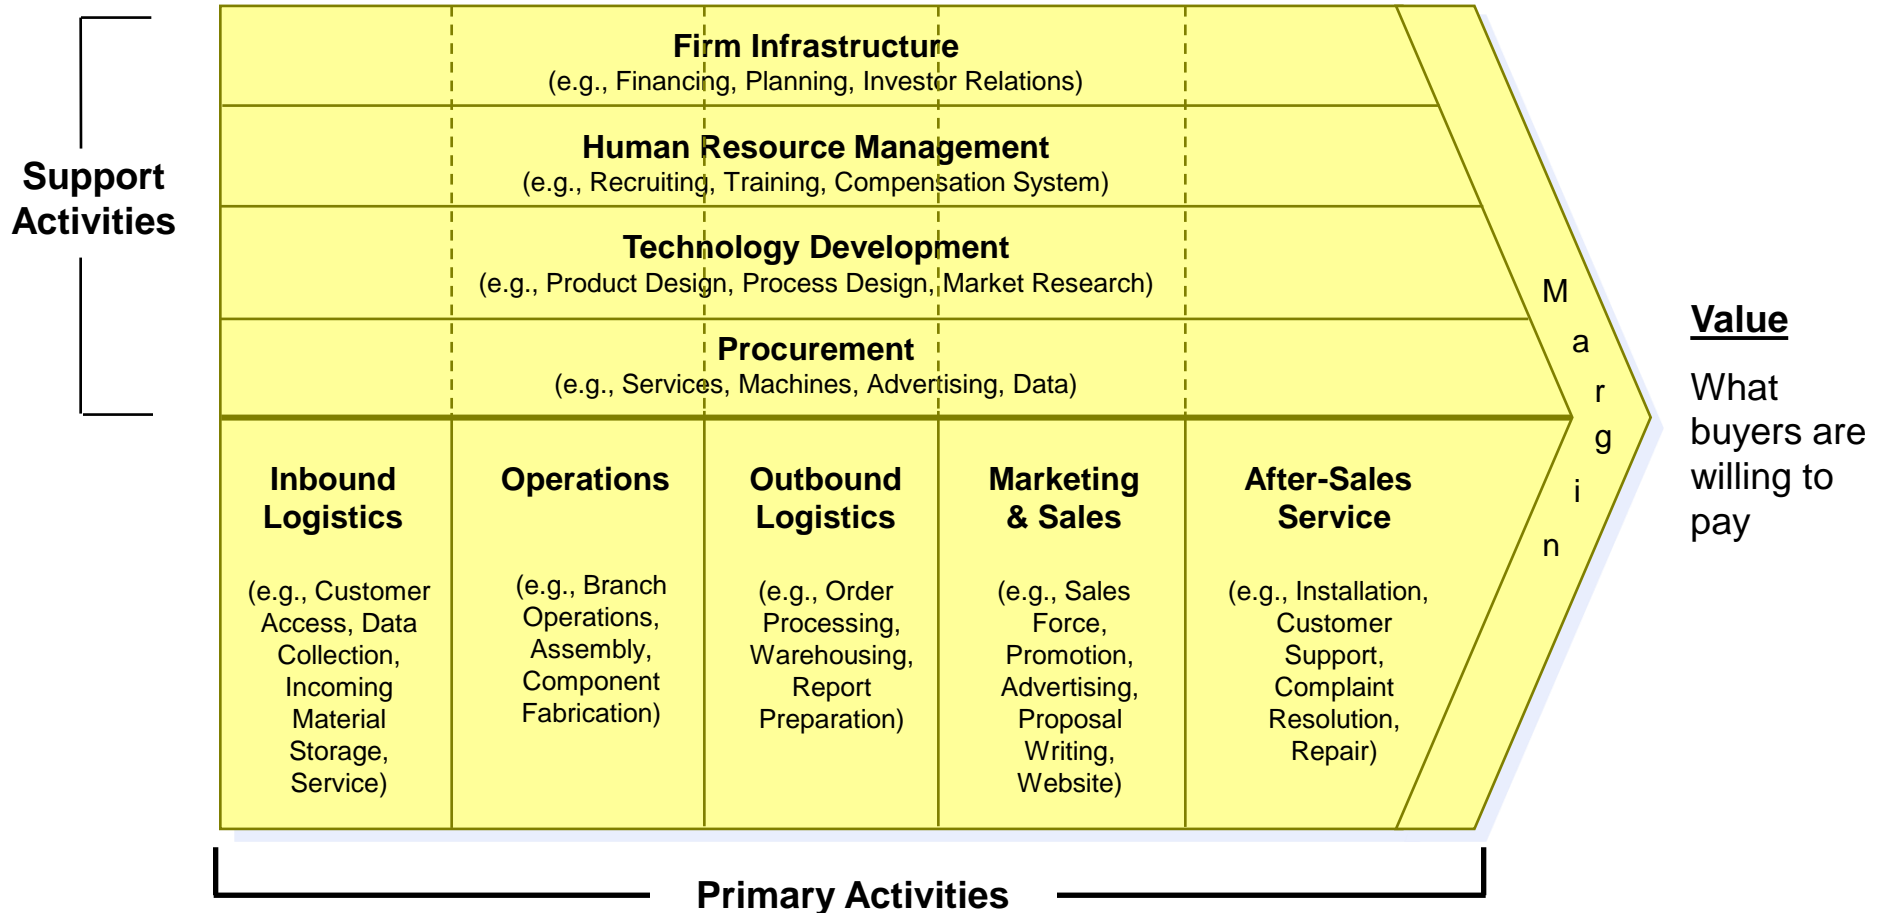 Firm Infrastructure
(e.g., Financing, Planning, Investor Relations)
Support
Activities
Human Resource Management
(e.g., Recruiting, Training, Compensation System)
Technology Development
(e.g., Product Design, Process Design, Market Research)
Procurement
(e.g., Services, Machines, Advertising, Data)
Inbound
Logistics
(e.g., Customer
Access, Data
Collection,
Incoming
Material
Storage,
Service)
Operations
(e.g., Branch
Operations,
Assembly,
Component
Fabrication)
Outbound
Logistics
(e.g., Order
Processing,
Warehousing,
Report
Preparation)
Marketing
& Sales
(e.g., Sales
Force,
Promotion,
Advertising,
Proposal
Writing,
Website)
After-Sales
Service
(e.g., Installation,
Customer
Support,
Complaint
Resolution,
Repair)
Margin
Value
What
buyers are
willing to
pay
Primary Activities